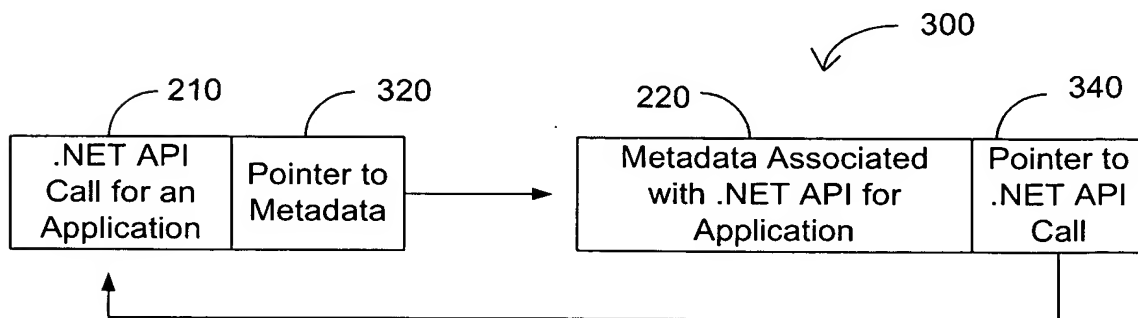 300
210
320
220
340
.NET API
Call for an
Application
Pointer to
Metadata
Metadata Associated
with .NET API for
Application
Pointer to
.NET API
Call